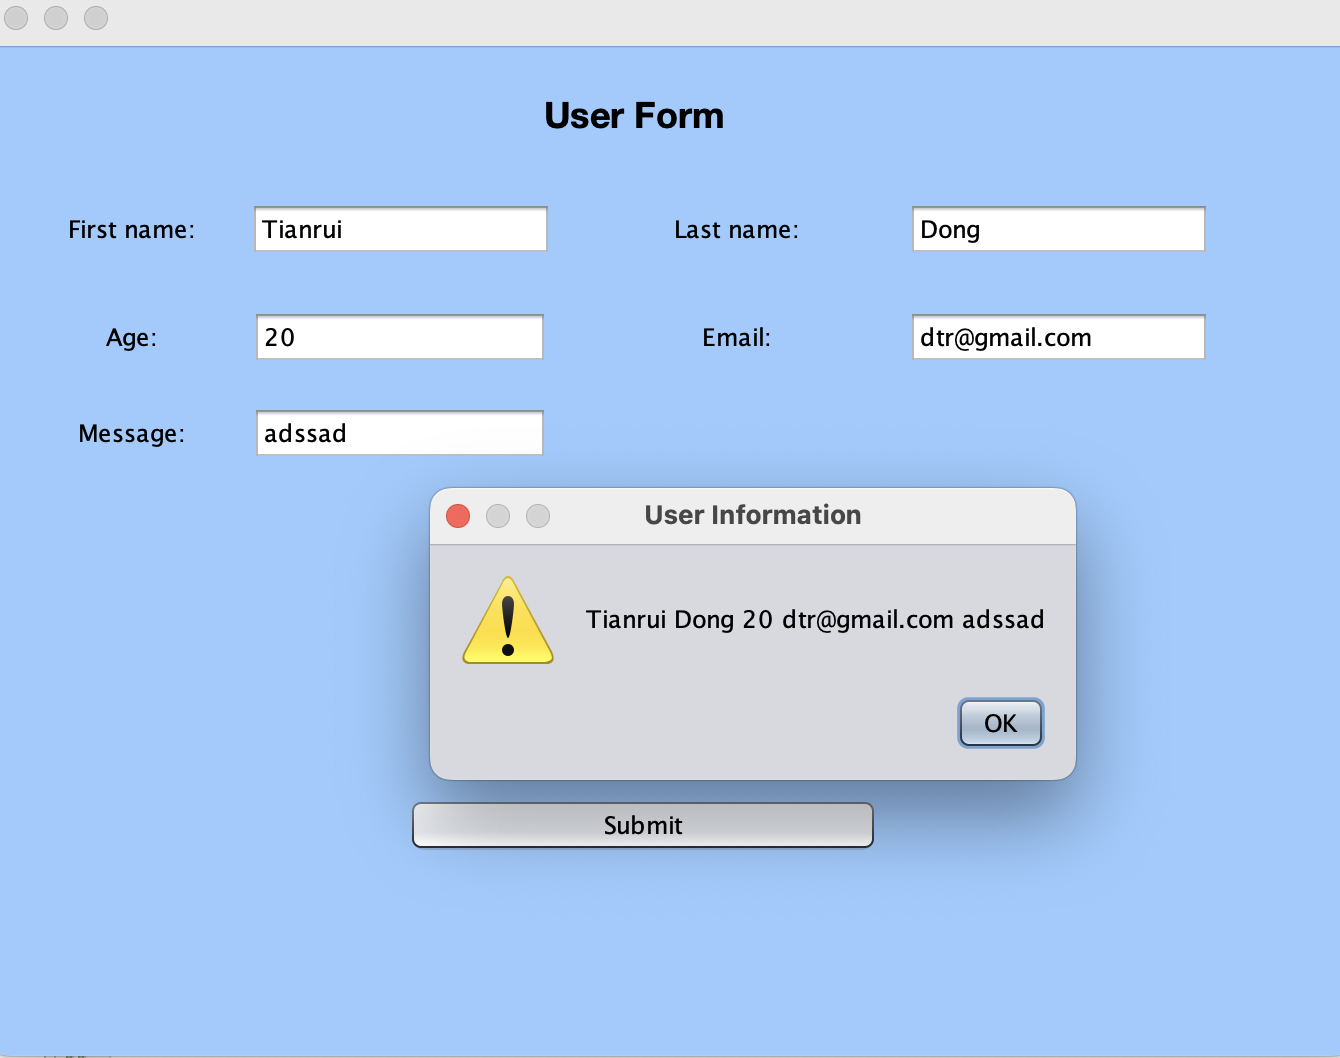 User Form
First name: Tianrui Last name: Dong
Age: 20 Email: dtr@gmail.com
Message: adssad
User Information
Tianrui Dong 20 dtr@gmail.com adssad
OK
Submit